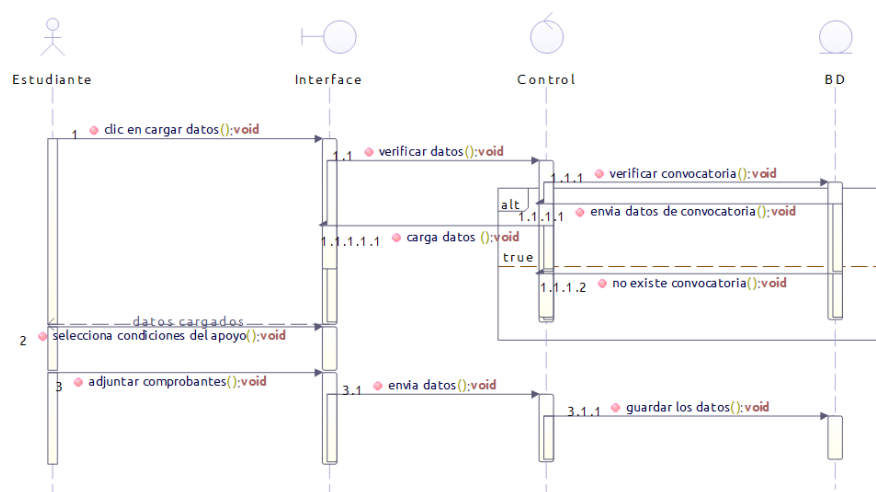 Estudiante
Interface
Control
BD
1 clic en cargar datos():void
1.1 verificar datos():void
1.1.1 verificar convocatoria():void
alt
1.1.1.1 envia datos de convocatoria():void
1.1.1.1.1 carga datos ():void
true
1.1.1.2 no existe convocatoria():void
datos cargados
2 selecciona condiciones del apoyo():void
3 adjuntar comprobantes():void
3.1 envia datos():void
3.1.1 guardar los datos():void